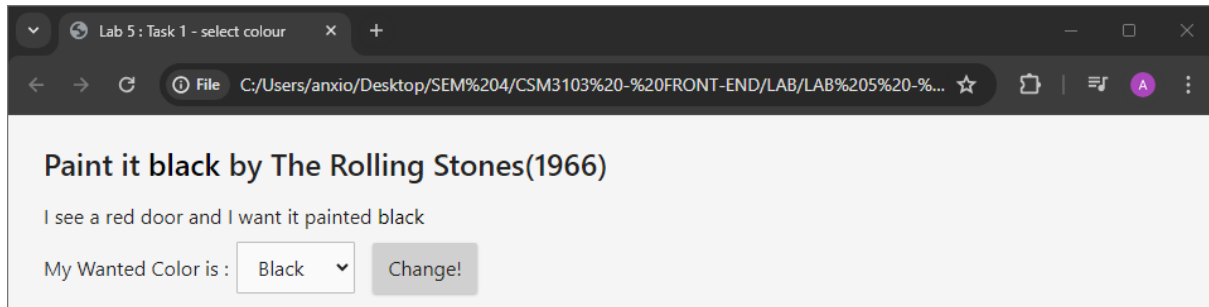 Lab 5 : Task 1 - select colour
File C:/Users/anxio/Desktop/SEM%204/CSM3103%20-%20FRONT-END/LAB/LAB%205%20-%... A
Paint it black by The Rolling Stones(1966)
I see a red door and I want it painted black
My Wanted Color is : Black Change!